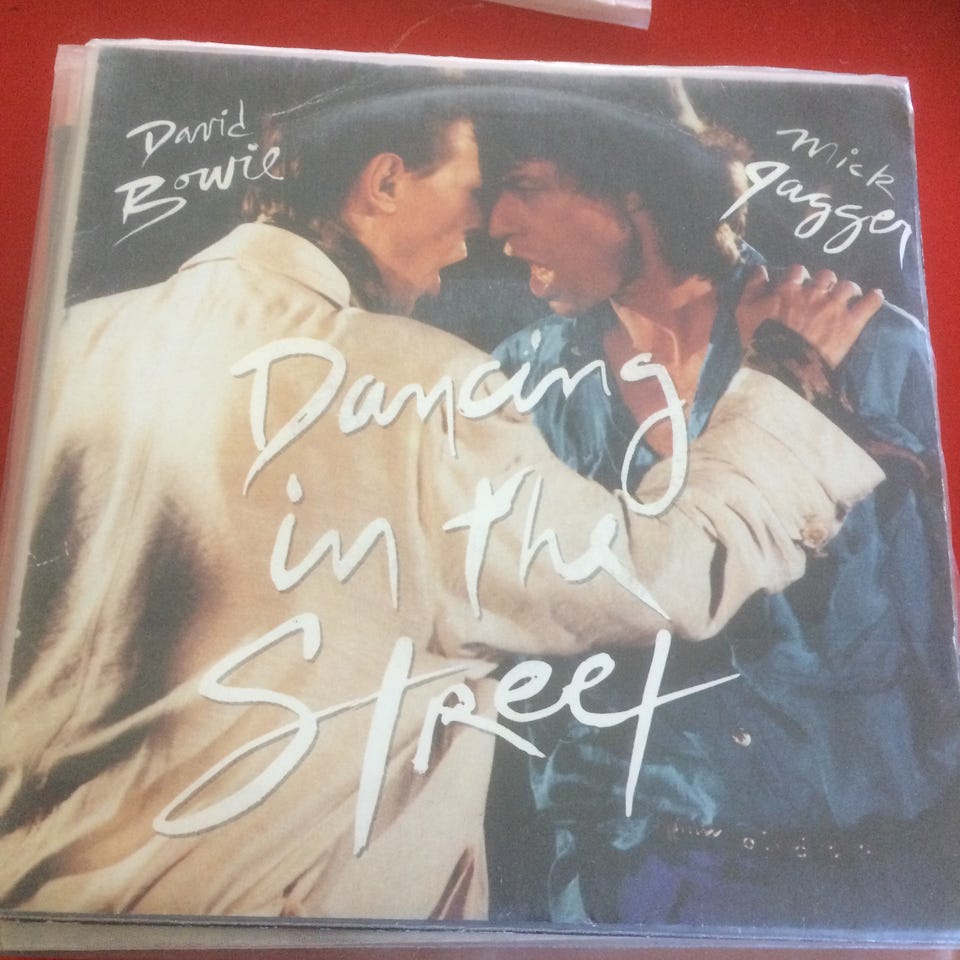 David
Bowie
Mick
Jagger
Dancing
in the
Street